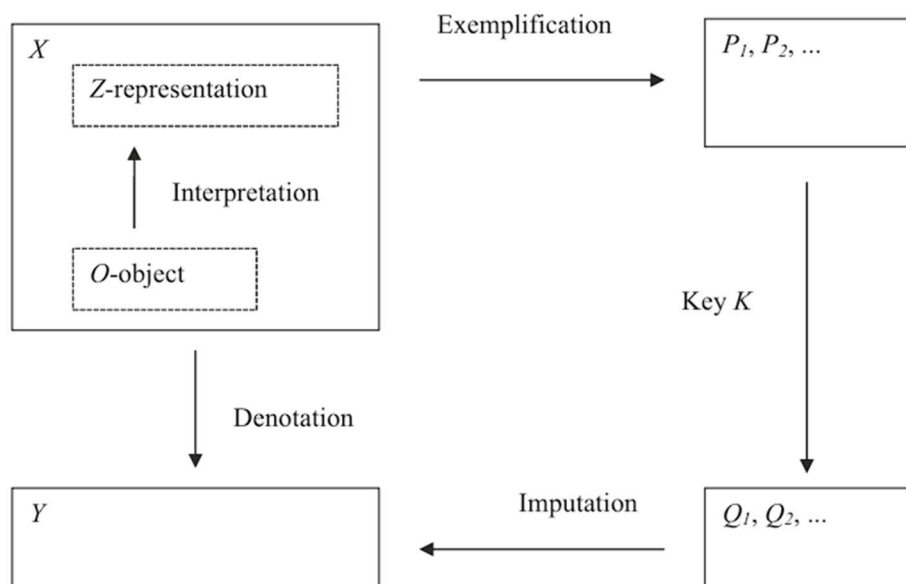 Exemplification
X
P₁, P₂, ...
Z-representation
Interpretation
O-object
Key K
Denotation
Y
Imputation
Q₁, Q₂, ...